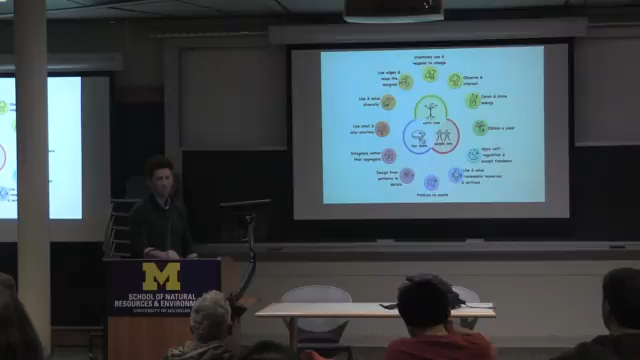 Creatively use &
respond to change
Use edges &
value the
marginal
Observe &
interact
Use & value
diversity
Catch & store
energy
Use small &
slow solutions
earth care
Obtain a yield
fair share
people care
Integrate rather
than segregate
Apply self-
regulation &
accept feedback
Design from
patterns to
details
Use & value
renewable resources
& services
Produce no waste
M
SCHOOL OF NATURAL
RESOURCES & ENVIRONMENT
UNIVERSITY OF MICHIGAN